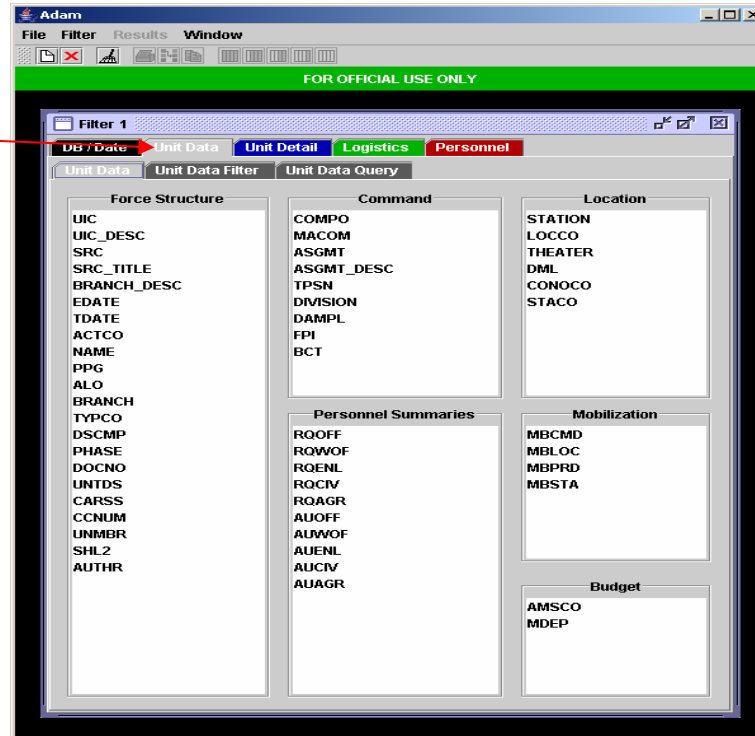 Adam
File Filter Results Window
FOR OFFICIAL USE ONLY
Filter 1
DB / Date Unit Data Unit Detail Logistics Personnel
Unit Data Unit Data Filter Unit Data Query
Force Structure
UIC
UIC_DESC
SRC
SRC_TITLE
BRANCH_DESC
EDATE
TDATE
ACTCO
NAME
PPG
ALO
BRANCH
TYPCO
DSCMP
PHASE
DOCNO
UNTDS
CARSS
CCNUM
UNMBR
SHL2
AUTHR
Command
COMPO
MACOM
ASGMT
ASGMT_DESC
TPSN
DIVISION
DAMPL
FPI
BCT
Personnel Summaries
RQOFF
RQWOF
RQENL
RQCIV
RQAGR
AUOFF
AUWOF
AUENL
AUCIV
AUAGR
Location
STATION
LOCCO
THEATER
DML
CONOCO
STACO
Mobilization
MBCMD
MBLOC
MBPRD
MBSTA
Budget
AMSCO
MDEP